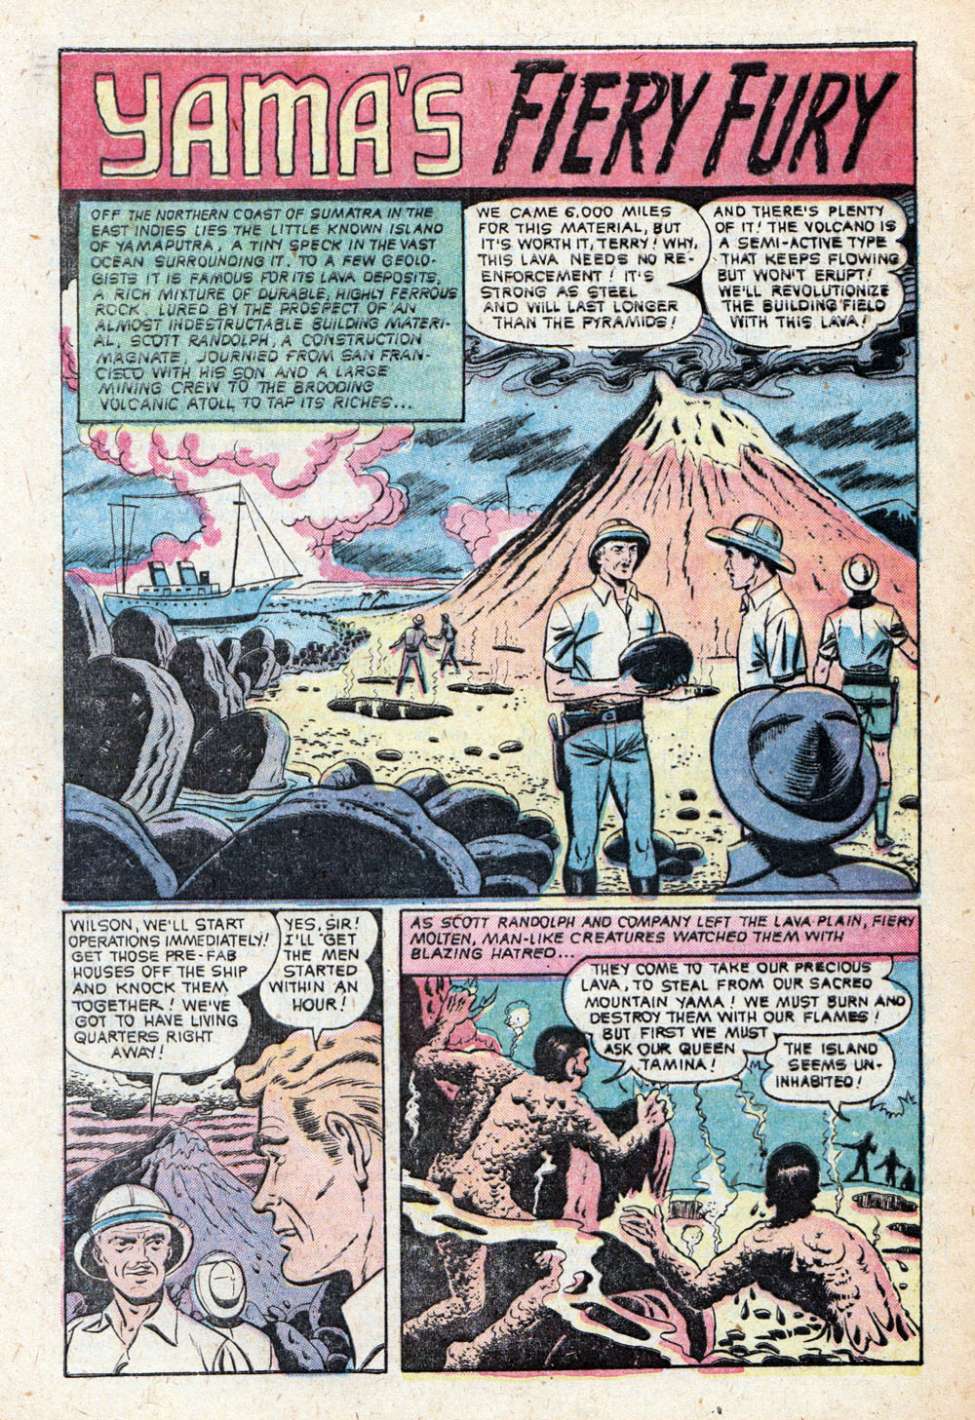 YAMA'S FIERY FURY
OFF THE NORTHERN COAST OF SUMATRA IN THE
EAST INDIES LIES THE LITTLE KNOWN ISLAND
OF YAMAPUTRA, A TINY SPECK IN THE VAST
OCEAN SURROUNDING IT. TO A FEW GEOLO-
GISTS IT IS FAMOUS FOR ITS LAVA DEPOSITS,
A RICH MIXTURE OF DURABLE, HIGHLY FERROUS
ROCK. LURED BY THE PROSPECT OF AN
ALMOST INDESTRUCTABLE BUILDING MATERI-
AL, SCOTT RANDOLPH, A CONSTRUCTION
MAGNATE, JOURNIED FROM SAN FRAN-
CISCO WITH HIS SON AND A LARGE
MINING CREW TO THE BROODING
VOLCANIC ATOLL TO TAP ITS RICHES...
WE CAME 6,000 MILES
FOR THIS MATERIAL, BUT
IT'S WORTH IT, TERRY! WHY,
THIS LAVA NEEDS NO RE-
ENFORCEMENT! IT'S
STRONG AS STEEL
AND WILL LAST LONGER
THAN THE PYRAMIDS!
AND THERE'S PLENTY
OF IT! THE VOLCANO IS
A SEMI-ACTIVE TYPE
THAT KEEPS FLOWING
BUT WON'T ERUPT!
WE'LL REVOLUTIONIZE
THE BUILDING FIELD
WITH THIS LAVA!
WILSON, WE'LL START
OPERATIONS IMMEDIATELY!
GET THOSE PRE-FAB
HOUSES OFF THE SHIP
AND KNOCK THEM
TOGETHER! WE'VE
GOT TO HAVE LIVING
QUARTERS RIGHT
AWAY!
YES, SIR!
I'LL GET
THE MEN
STARTED
WITHIN AN
HOUR!
AS SCOTT RANDOLPH AND COMPANY LEFT THE LAVA PLAIN, FIERY
MOLTEN, MAN-LIKE CREATURES WATCHED THEM WITH
BLAZING HATRED...
THEY COME TO TAKE OUR PRECIOUS
LAVA, TO STEAL FROM OUR SACRED
MOUNTAIN YAMA! WE MUST BURN AND
DESTROY THEM WITH OUR FLAMES!
BUT FIRST WE MUST
ASK OUR QUEEN
TAMINA!
THE ISLAND
SEEMS UN-
INHABITED!